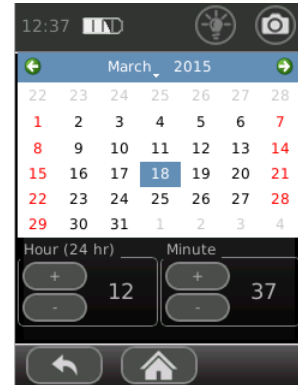 12:37
March 2015
22 23 24 25 26 27 28
1 2 3 4 5 6 7
8 9 10 11 12 13 14
15 16 17 18 19 20 21
22 23 24 25 26 27 28
29 30 31 1 2 3 4
Hour (24 hr) Minute
+ +
12 37
- -